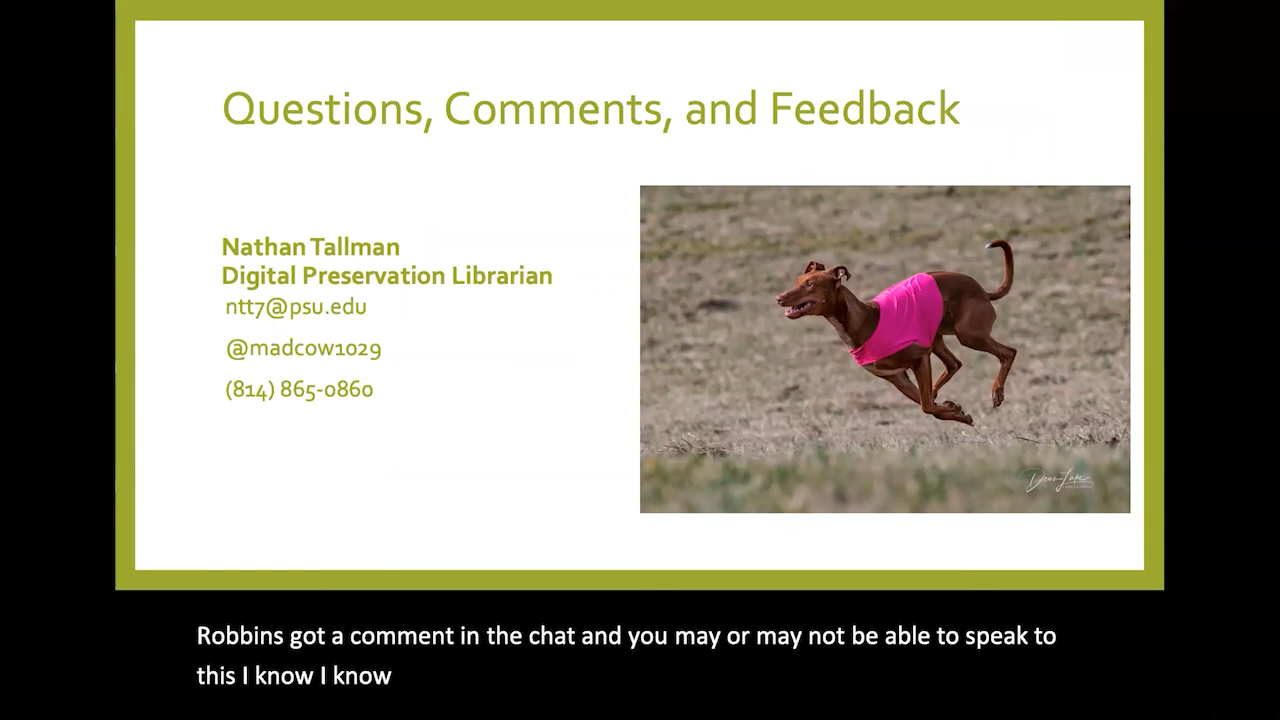 Questions, Comments, and Feedback
Nathan Tallman
Digital Preservation Librarian
ntt7@psu.edu
@madcow1029
(814) 865-0860
Robbins got a comment in the chat and you may or may not be able to speak to
this I know I know